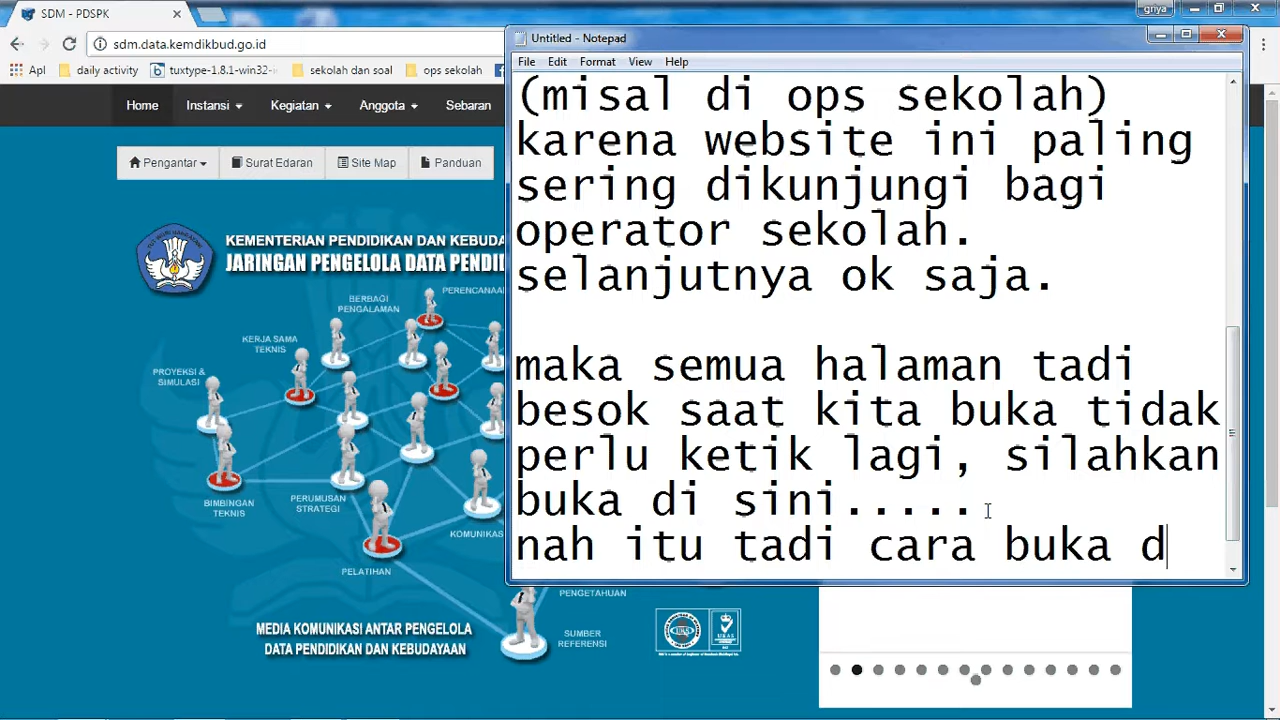 SDM - PDSPK
griya
sdm.data.kemdikbud.go.id
Apl
daily activity
tuxtype-1.8.1-win32-
sekolah dan soal
ops sekolah
Home
Instansi
Kegiatan
Anggota
Sebaran
Pengantar
Surat Edaran
Site Map
Panduan
KEMENTERIAN PENDIDIKAN DAN KEBUDA
JARINGAN PENGELOLA DATA PENDI
BERBAGI
PENGALAMAN
PERENCANAA
KERJA SAMA
TEKNIS
PROYEKSI &
SIMULASI
BIMBINGAN
TEKNIS
PERUMUSAN
STRATEGI
KOMUNIKAS
PELATIHAN
PENGETAHUAN
SUMBER
REFERENSI
MEDIA KOMUNIKASI ANTAR PENGELOLA
DATA PENDIDIKAN DAN KEBUDAYAAN
UKAS
Untitled - Notepad
File Edit Format View Help
(misal di ops sekolah)
karena website ini paling
sering dikunjungi bagi
operator sekolah.
selanjutnya ok saja.
maka semua halaman tadi
besok saat kita buka tidak
perlu ketik lagi, silahkan
buka di sini.....
nah itu tadi cara buka d